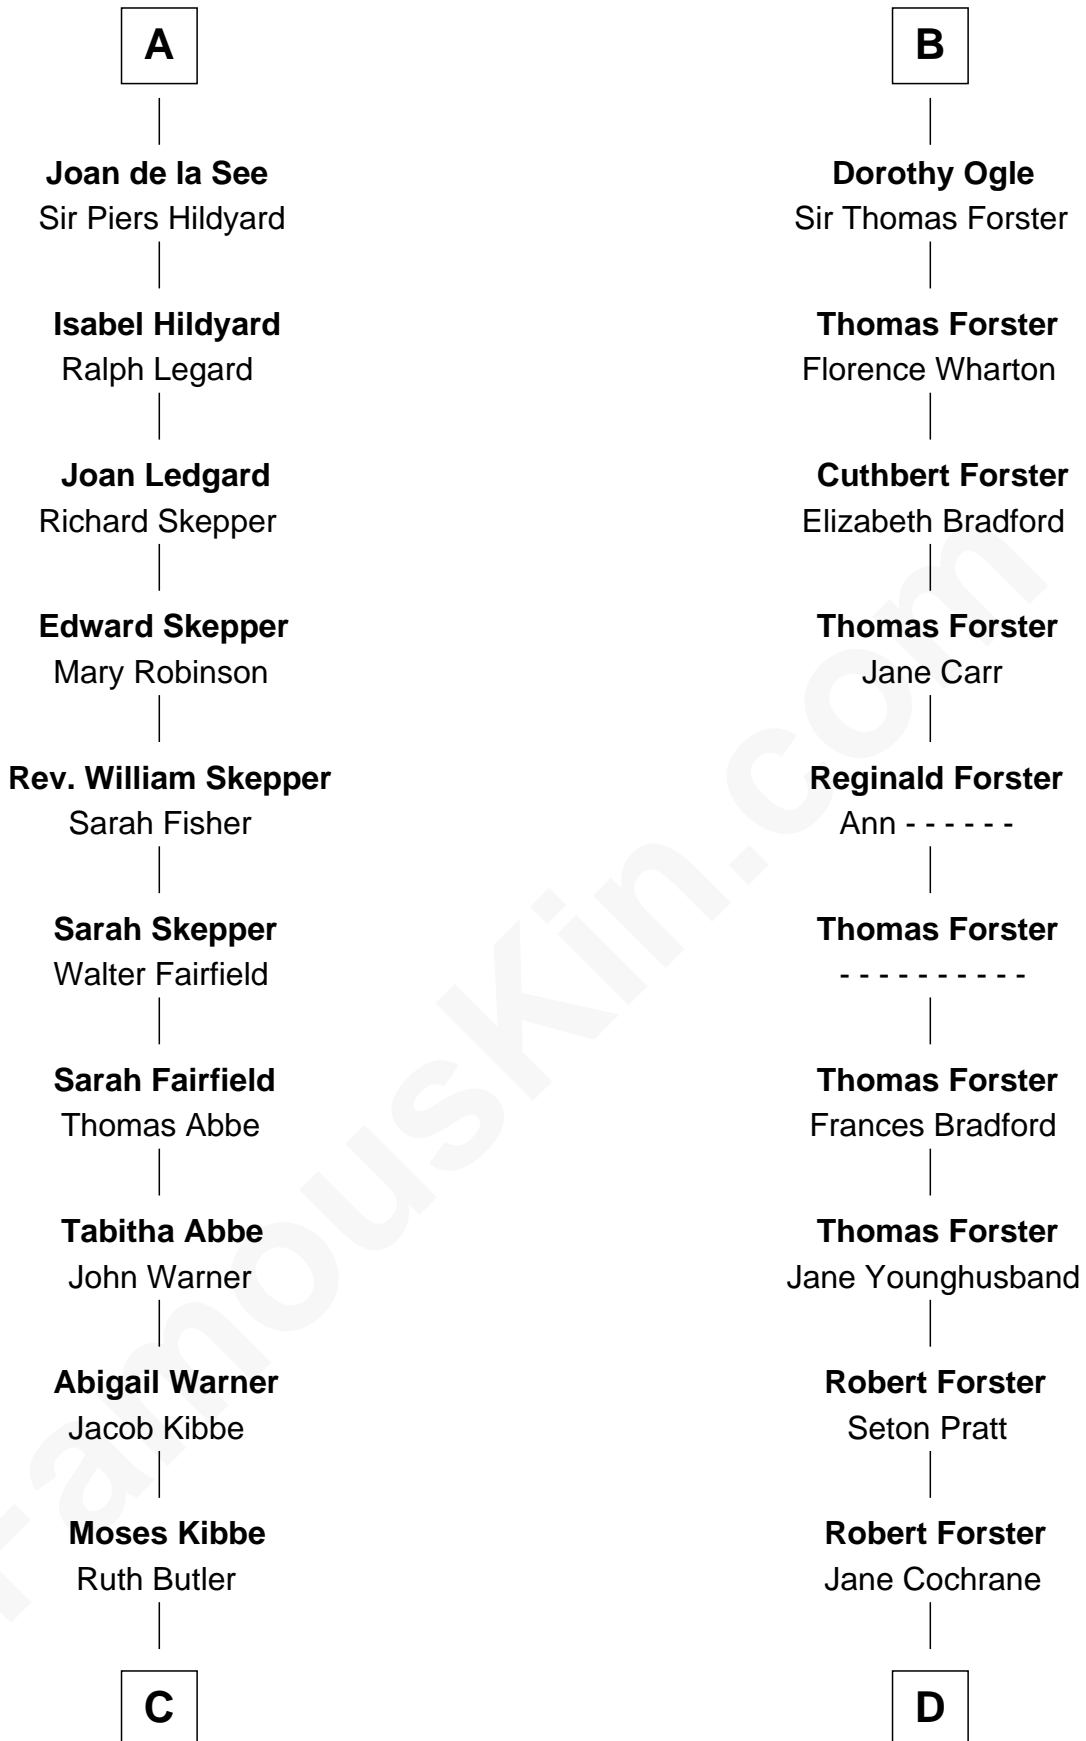 A
Joan de la See
Sir Piers Hildyard
Isabel Hildyard
Ralph Legard
Joan Ledgard
Richard Skepper
Edward Skepper
Mary Robinson
Rev. William Skepper
Sarah Fisher
Sarah Skepper
Walter Fairfield
Sarah Fairfield
Thomas Abbe
Tabitha Abbe
John Warner
Abigail Warner
Jacob Kibbe
Moses Kibbe
Ruth Butler
C
B
Dorothy Ogle
Sir Thomas Forster
Thomas Forster
Florence Wharton
Cuthbert Forster
Elizabeth Bradford
Thomas Forster
Jane Carr
Reginald Forster
Ann - - - - - -
Thomas Forster
- - - - - - - - - -
Thomas Forster
Frances Bradford
Thomas Forster
Jane Younghusband
Robert Forster
Seton Pratt
Robert Forster
Jane Cochrane
D
FamousKin.com